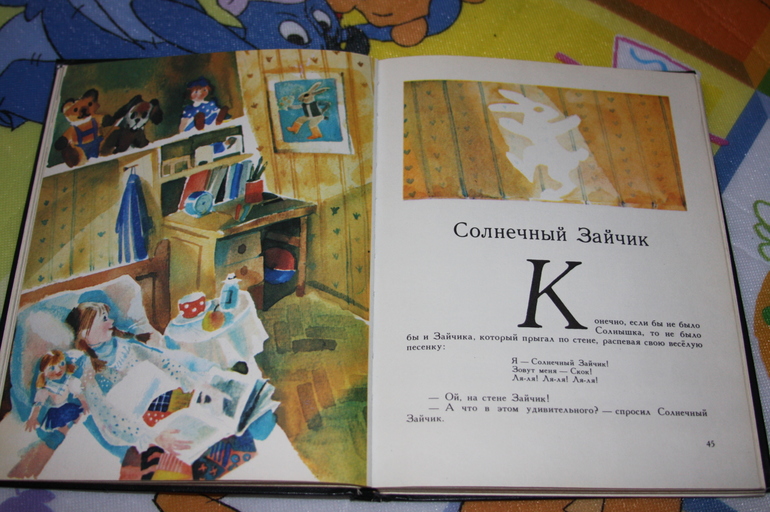 Солнечный Зайчик
Конечно, если бы не было
Солнышка, то не было
бы и Зайчика, который прыгал по стене, распевая свою весёлую
песенку:
Я — Солнечный Зайчик!
Зовут меня — Скок!
Ля-ля! Ля-ля! Ля-ля!
— Ой, на стене Зайчик!
— А что в этом удивительного? — спросил Солнечный
Зайчик.
45